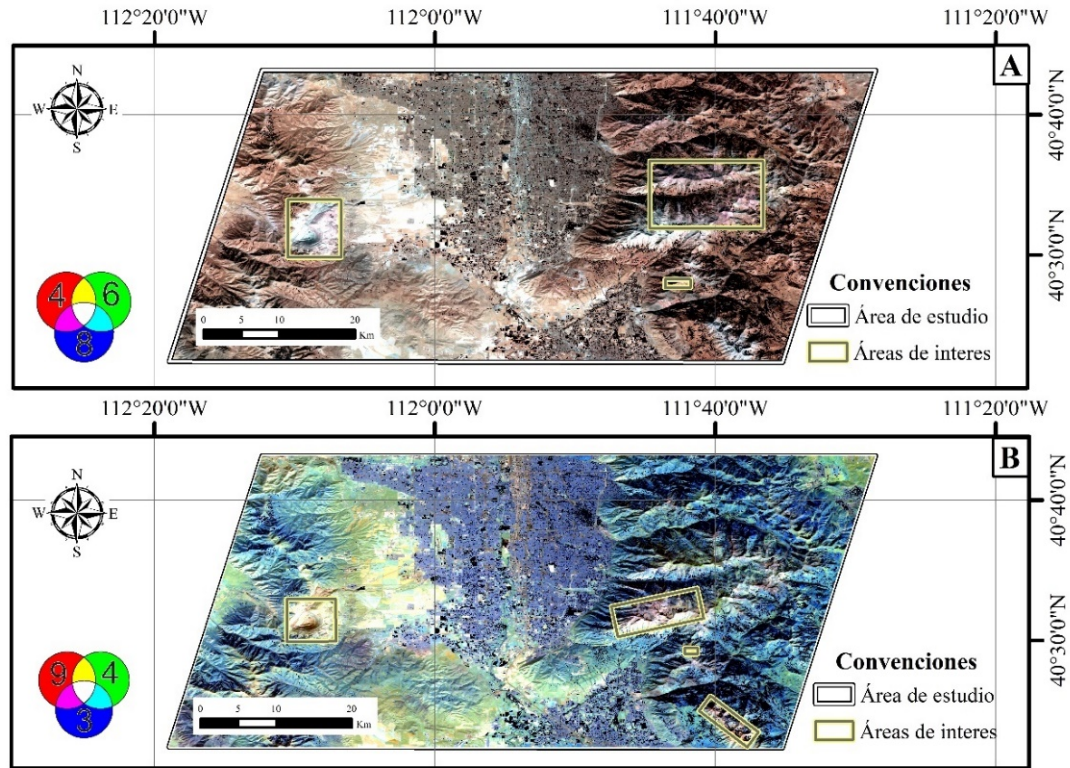 112°20'0"W 112°0'0"W 111°40'0"W 111°20'0"W
A
N
W E
S
40°40'0"N
40°30'0"N
4 6
8
0 5 10 20
Km
Convenciones
Área de estudio
Áreas de interes
112°20'0"W 112°0'0"W 111°40'0"W 111°20'0"W
B
N
W E
S
40°40'0"N
40°30'0"N
9 4
3
0 5 10 20
Km
Convenciones
Área de estudio
Áreas de interes